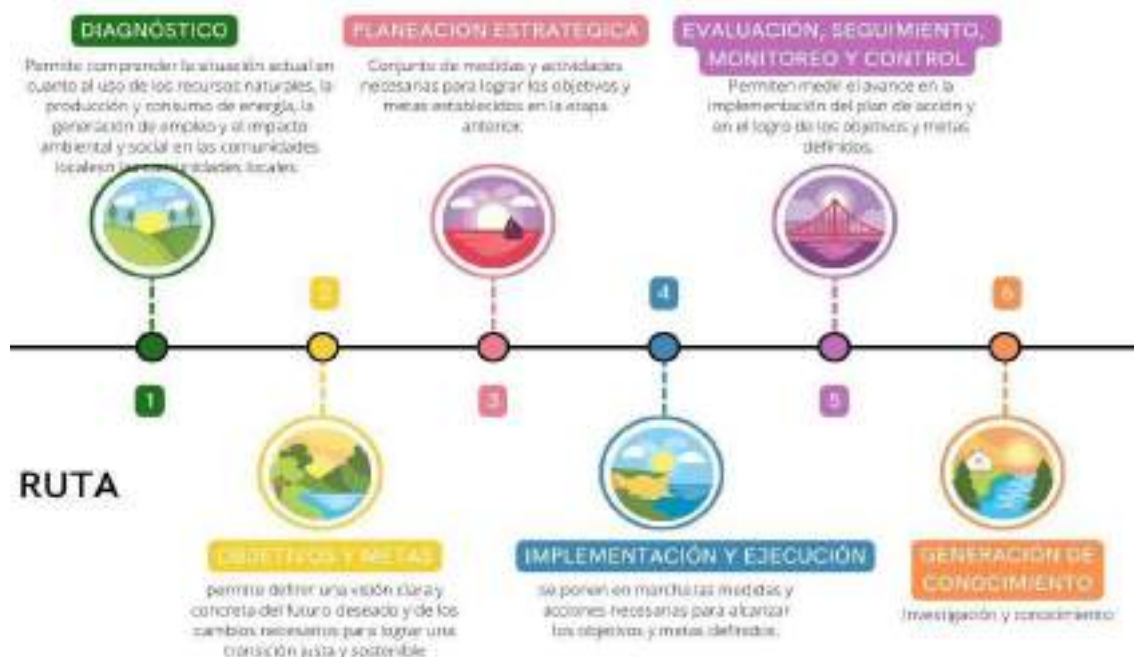 DIAGNÓSTICO
Permite comprender la situación actual en
cuanto al uso de los recursos naturales, la
producción y consumo de energía, la
generación de empleo y el impacto
ambiental y social en las comunidades
locales en las comunidades locales.
PLANEACION ESTRATEGICA
Conjunto de medidas y actividades
necesarias para lograr los objetivos y
metas establecidos en la etapa
anterior.
EVALUACIÓN, SEGUIMIENTO,
MONITOREO Y CONTROL
Permiten medir el avance en la
implementación del plan de acción y
en el logro de los objetivos y metas
definidos.
2
4
6
1
3
5
RUTA
OBJETIVOS Y METAS
permite definir una visión clara y
concreta del futuro deseado y de los
cambios necesarios para lograr una
transición justa y sostenible
IMPLEMENTACIÓN Y EJECUCIÓN
se ponen en marcha las medidas y
acciones necesarias para alcanzar
los objetivos y metas definidos.
GENERACIÓN DE
CONOCIMIENTO
Investigación y conocimiento